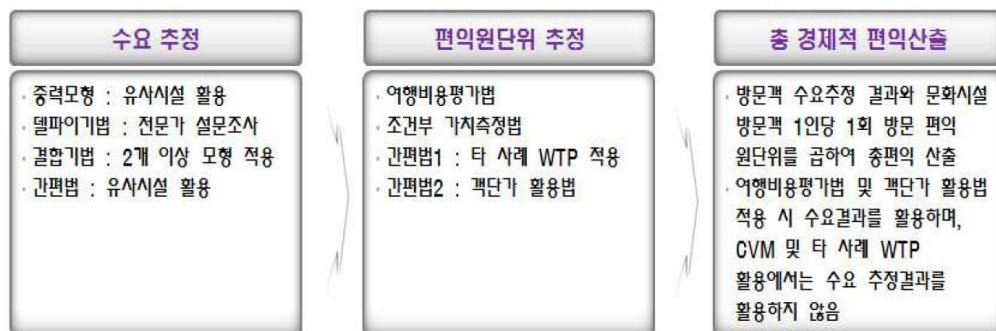 수요 추정
· 중력모형 : 유사시설 활용
· 델파이기법 : 전문가 설문조사
· 결합기법 : 2개 이상 모형 적용
· 간편법 : 유사시설 활용
편익원단위 추정
· 여행비용평가법
· 조건부 가치측정법
· 간편법1 : 타 사례 WTP 적용
· 간편법2 : 객단가 활용법
총 경제적 편익산출
· 방문객 수요추정 결과와 문화시설
방문객 1인당 1회 방문 편익
원단위를 곱하여 총편익 산출
· 여행비용평가법 및 객단가 활용법
적용 시 수요결과를 활용하며,
CVM 및 타 사례 WTP
활용에서는 수요 추정결과를
활용하지 않음